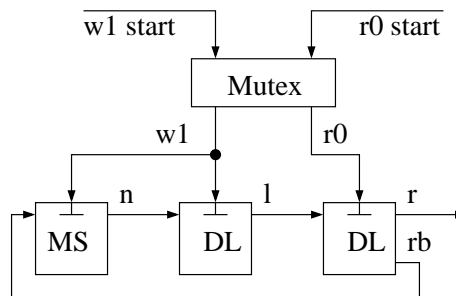 w1 start r0 start
Mutex
w1 r0
n l r
MS DL DL rb